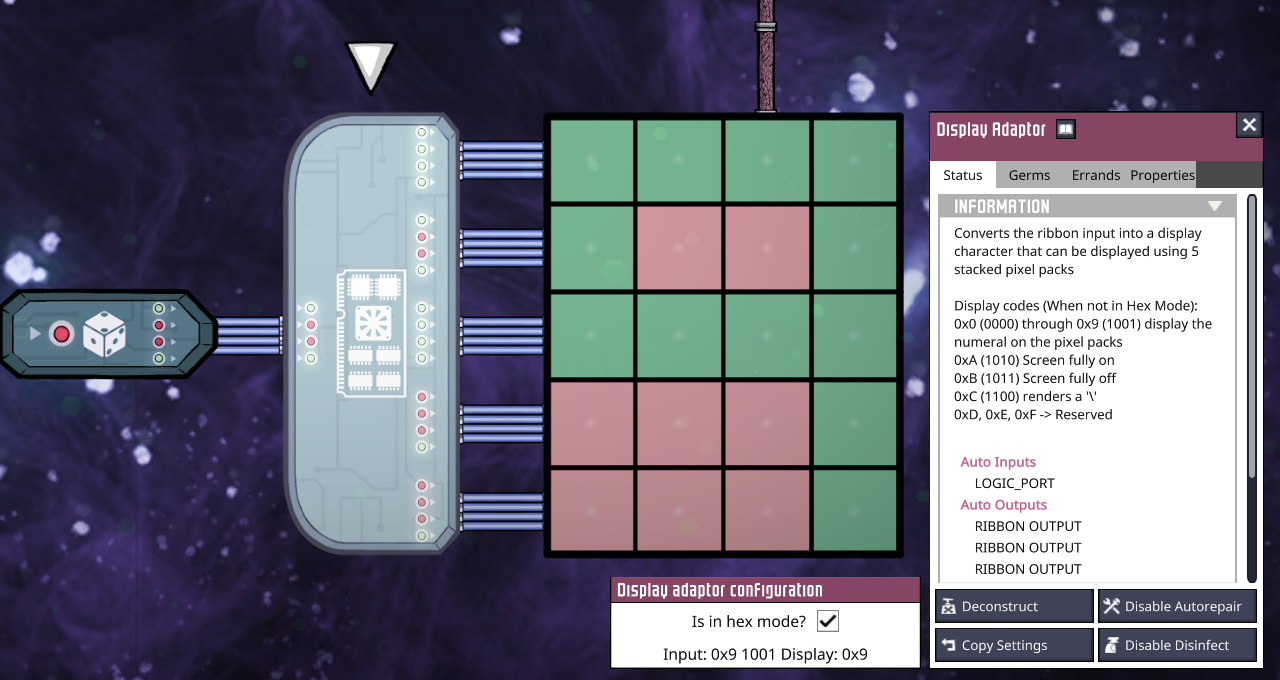 Display Adaptor
Status Germs Errands Properties
INFORMATION
Converts the ribbon input into a display
character that can be displayed using 5
stacked pixel packs
Display codes (When not in Hex Mode):
0x0 (0000) through 0x9 (1001) display the
numeral on the pixel packs
0xA (1010) Screen fully on
0xB (1011) Screen fully off
0xC (1100) renders a '\'
0xD, 0xE, 0xF -> Reserved
Auto Inputs
LOGIC_PORT
Auto Outputs
RIBBON OUTPUT
RIBBON OUTPUT
RIBBON OUTPUT
Deconstruct Disable Autorepair
Copy Settings Disable Disinfect
Display adaptor configuration
Is in hex mode?
Input: 0x9 1001 Display: 0x9